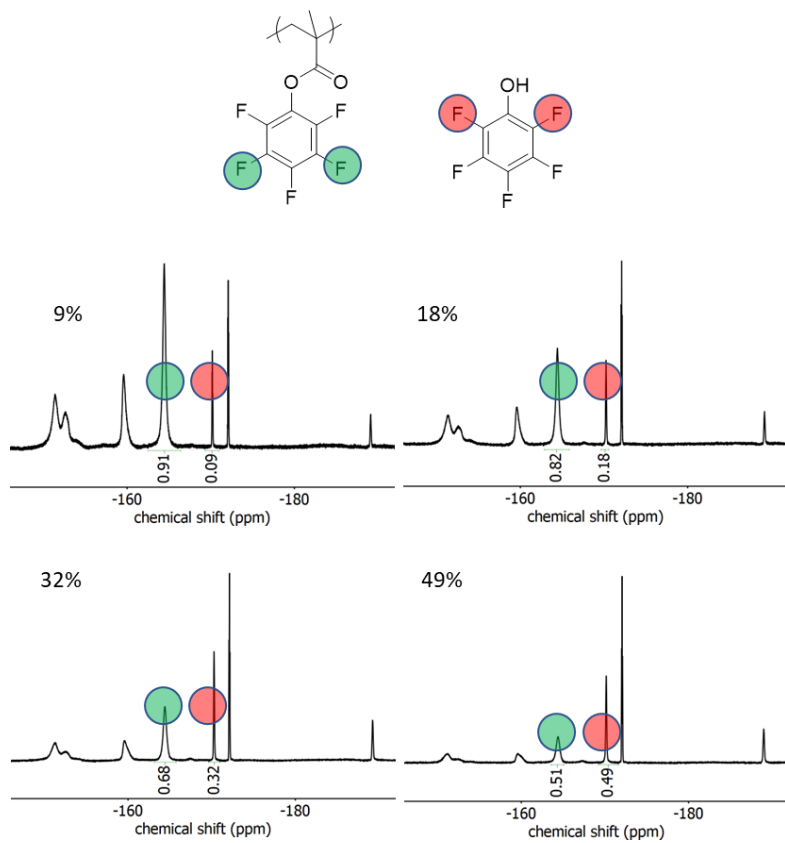 O O OH
F F F F
F F F F
F F
9% 18%
0.91 0.09 0.82 0.18
-160 -180 -160 -180
chemical shift (ppm) chemical shift (ppm)
32% 49%
0.68 0.32 0.51 0.49
-160 -180 -160 -180
chemical shift (ppm) chemical shift (ppm)